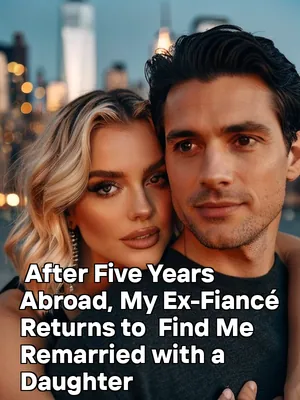 After Five Years
Abroad, My Ex-Fiancé
Returns to Find Me
Remarried with a
Daughter